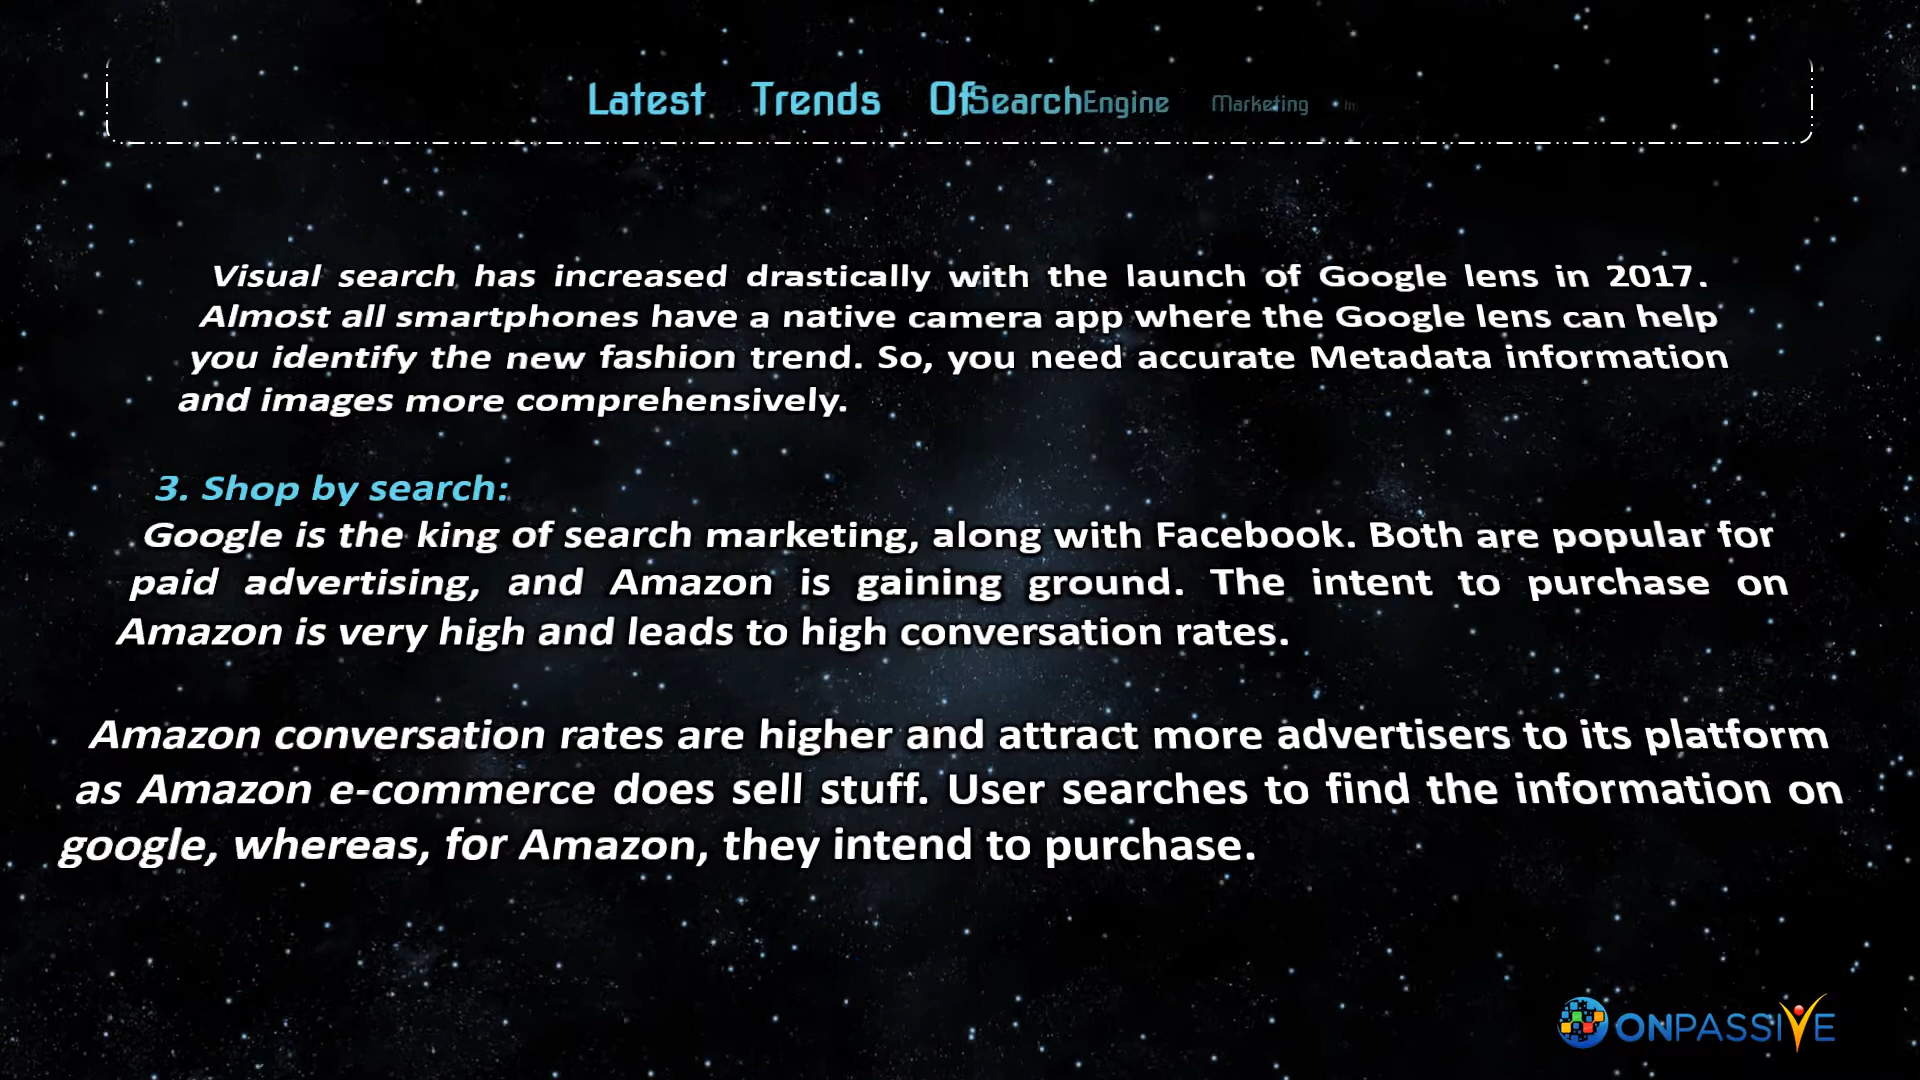 Latest Trends Of Search Engine Marketing In
Visual search has increased drastically with the launch of Google lens in 2017.
Almost all smartphones have a native camera app where the Google lens can help
you identify the new fashion trend. So, you need accurate Metadata information
and images more comprehensively.
3. Shop by search:
Google is the king of search marketing, along with Facebook. Both are popular for
paid advertising, and Amazon is gaining ground. The intent to purchase on
Amazon is very high and leads to high conversation rates.
Amazon conversation rates are higher and attract more advertisers to its platform
as Amazon e-commerce does sell stuff. User searches to find the information on
google, whereas, for Amazon, they intend to purchase.
ONPASSIVE